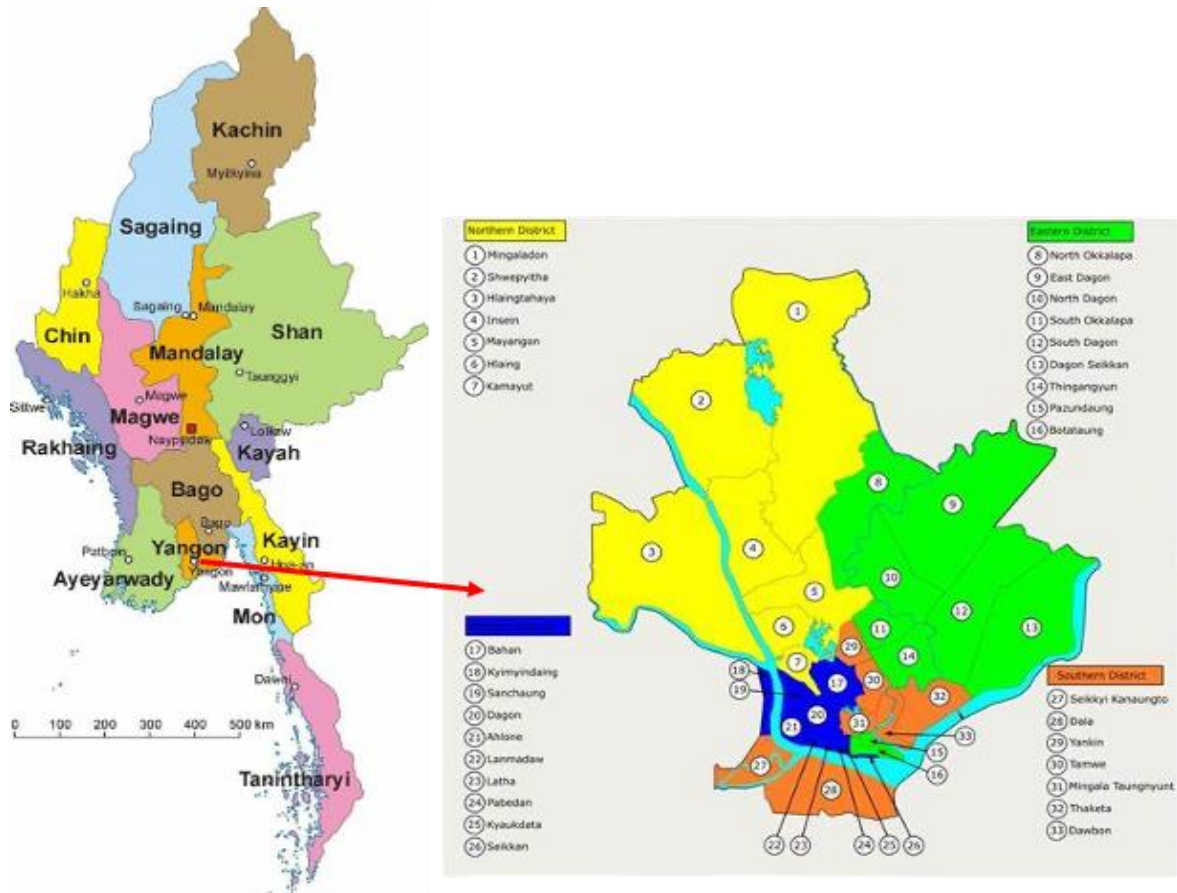 Kachin
Myitkyina
Sagaing
Hakha
Sagaing
Mandalay
Chin
Shan
Mandalay
Taunggyi
Magwe
Sittwe
Magwe
Loikaw
Rakhaing
Naypyidaw
Kayah
Bago
Bago
Yangon
Kayin
Pathein
Yangon
Hpa-an
Ayeyarwady
Mawlamyine
Mon
Dawei
0 100 200 300 400 500 km
Tanintharyi
Northern District
1 Mingaladon
2 Shwepyitha
3 Hlaingtahaya
4 Insein
5 Mayangon
6 Hlaing
7 Kamayut
Eastern District
8 North Okkalapa
9 East Dagon
10 North Dagon
11 South Okkalapa
12 South Dagon
13 Dagon Seikkan
14 Thingangyun
15 Pazundaung
16 Botataung
17 Bahan
18 Kyimyindaing
19 Sanchaung
20 Dagon
21 Ahlone
22 Lanmadaw
23 Latha
24 Pabedan
25 Kyaukdata
26 Seikkan
Southern District
27 Seikkyi Kanaungto
28 Dala
29 Yankin
30 Tamwe
31 Mingala Taungnyunt
32 Thaketa
33 Dawbon
1
2
8
9
3
4
10
5
12
13
6
11
29
14
7
18
17
30
19
32
20
31
21
33
15
27
16
28
22
23
24
25
26